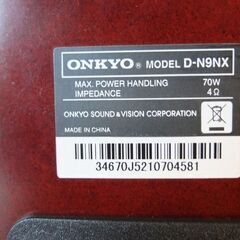 ONKYO® MODEL D-N9NX
MAX. POWER HANDLING 70W
IMPEDANCE 4Ω
ONKYO SOUND & VISION CORPORATION
MADE IN CHINA
34670J5210704581